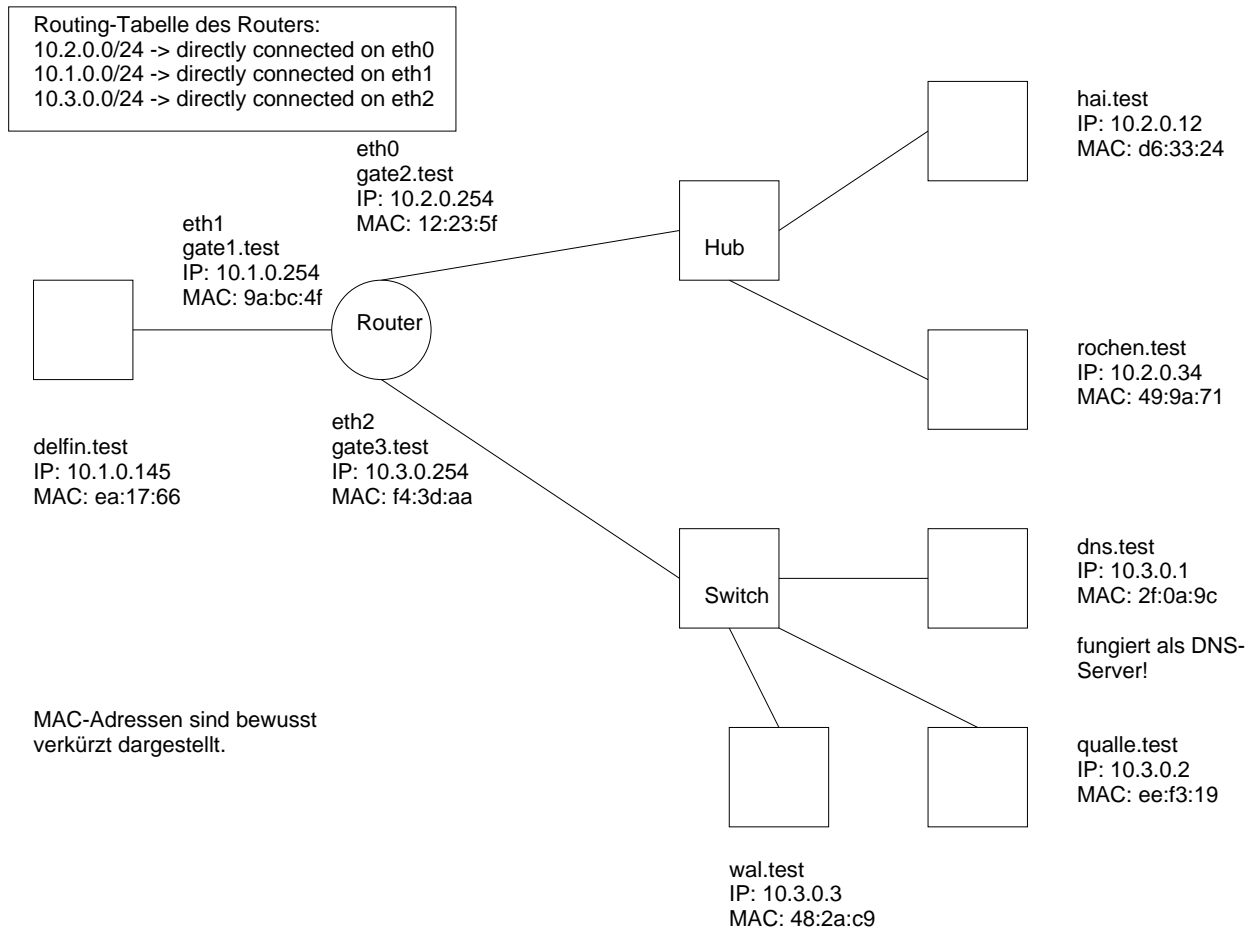 Routing-Tabelle des Routers:
10.2.0.0/24 -> directly connected on eth0
10.1.0.0/24 -> directly connected on eth1
10.3.0.0/24 -> directly connected on eth2
eth0
gate2.test
IP: 10.2.0.254
MAC: 12:23:5f
eth1
gate1.test
IP: 10.1.0.254
MAC: 9a:bc:4f
Router
eth2
gate3.test
IP: 10.3.0.254
MAC: f4:3d:aa
delfin.test
IP: 10.1.0.145
MAC: ea:17:66
Hub
hai.test
IP: 10.2.0.12
MAC: d6:33:24
rochen.test
IP: 10.2.0.34
MAC: 49:9a:71
Switch
dns.test
IP: 10.3.0.1
MAC: 2f:0a:9c
fungiert als DNS-
Server!
qualle.test
IP: 10.3.0.2
MAC: ee:f3:19
wal.test
IP: 10.3.0.3
MAC: 48:2a:c9
MAC-Adressen sind bewusst
verkürzt dargestellt.